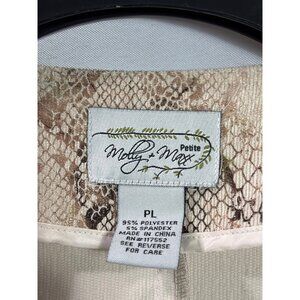 Petite
Molly + Maxx
PL
95% POLYESTER
5% SPANDEX
MADE IN CHINA
RN# 117552
SEE REVERSE
FOR CARE